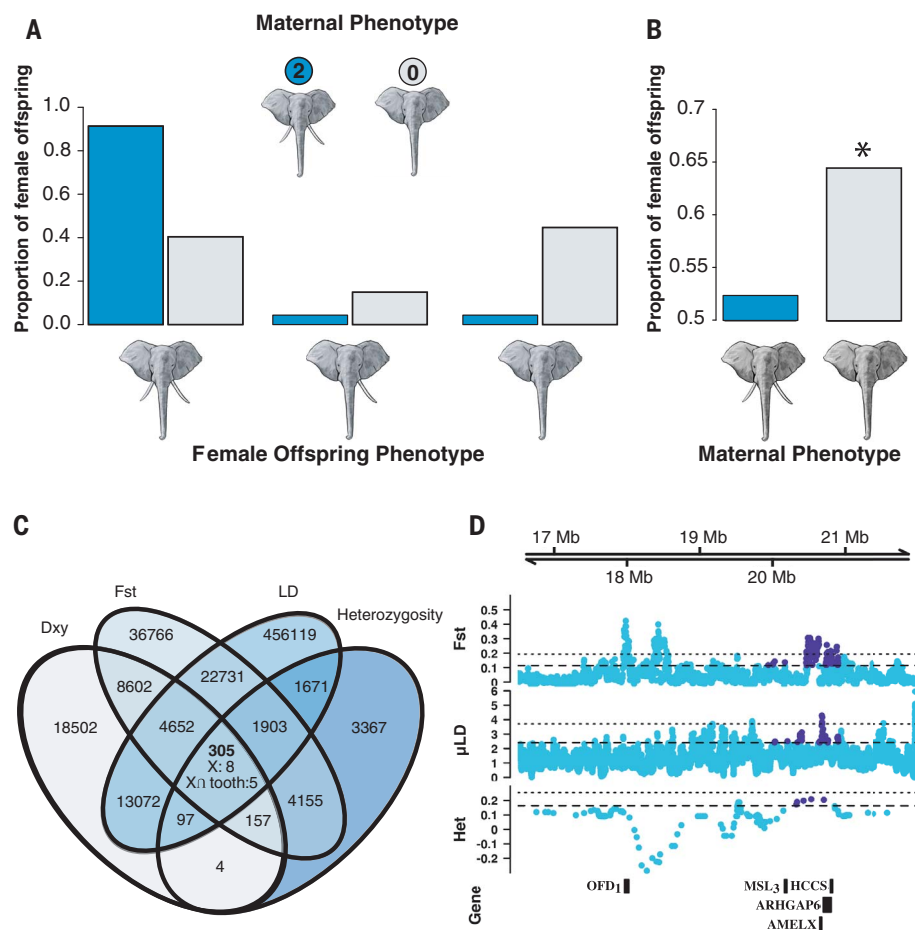 A
Maternal Phenotype
2
0
Proportion of female offspring
1.0
0.8
0.6
0.4
0.2
0.0
Female Offspring Phenotype
B
Proportion of female offspring
0.7
0.65
0.6
0.55
0.5
*
Maternal Phenotype
C
Dxy
Fst
LD
Heterozygosity
36766
456119
8602
22731
1671
18502
4652
1903
3367
305
X: 8
X∩ tooth:5
13072
4155
97
157
4
D
17 Mb
19 Mb
21 Mb
18 Mb
20 Mb
Fst
0.5
0.4
0.3
0.2
0.1
0.0
µLD
5
4
3
2
1
0
Het
0.2
0.1
0
-0.2
Gene
OFD1
MSL3
HCCS
ARHGAP6
AMELX